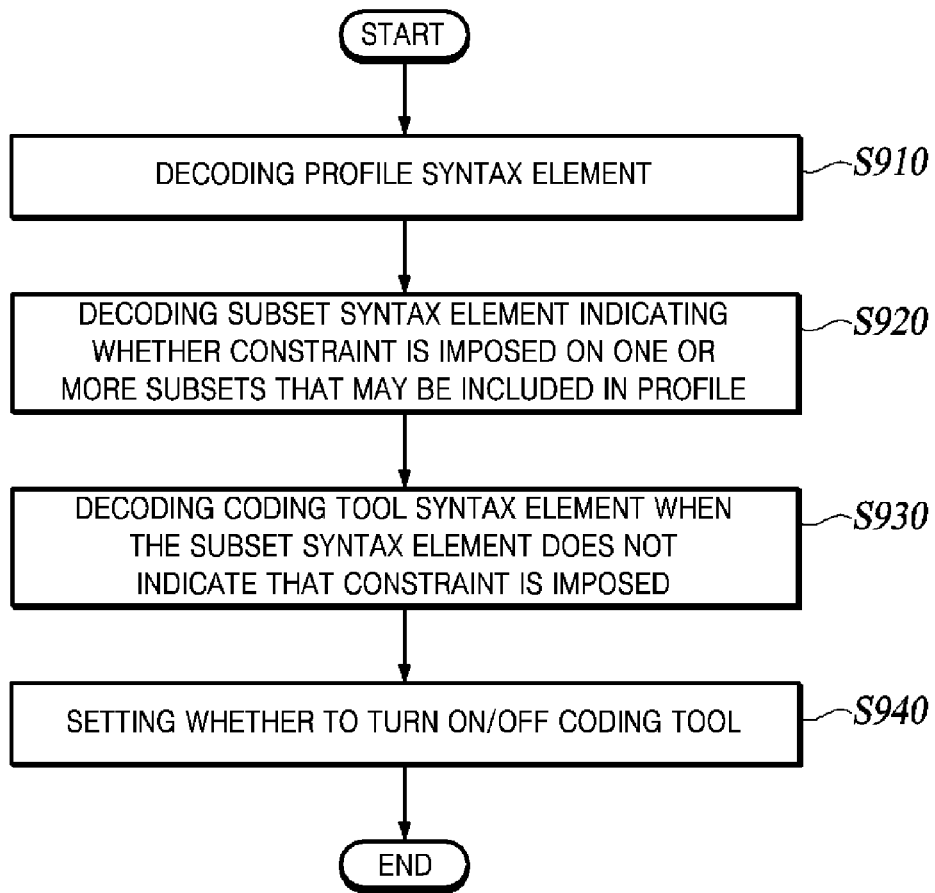 START
DECODING PROFILE SYNTAX ELEMENT
S910
DECODING SUBSET SYNTAX ELEMENT INDICATING
WHETHER CONSTRAINT IS IMPOSED ON ONE OR
MORE SUBSETS THAT MAY BE INCLUDED IN PROFILE
S920
DECODING CODING TOOL SYNTAX ELEMENT WHEN
THE SUBSET SYNTAX ELEMENT DOES NOT
INDICATE THAT CONSTRAINT IS IMPOSED
S930
SETTING WHETHER TO TURN ON/OFF CODING TOOL
S940
END